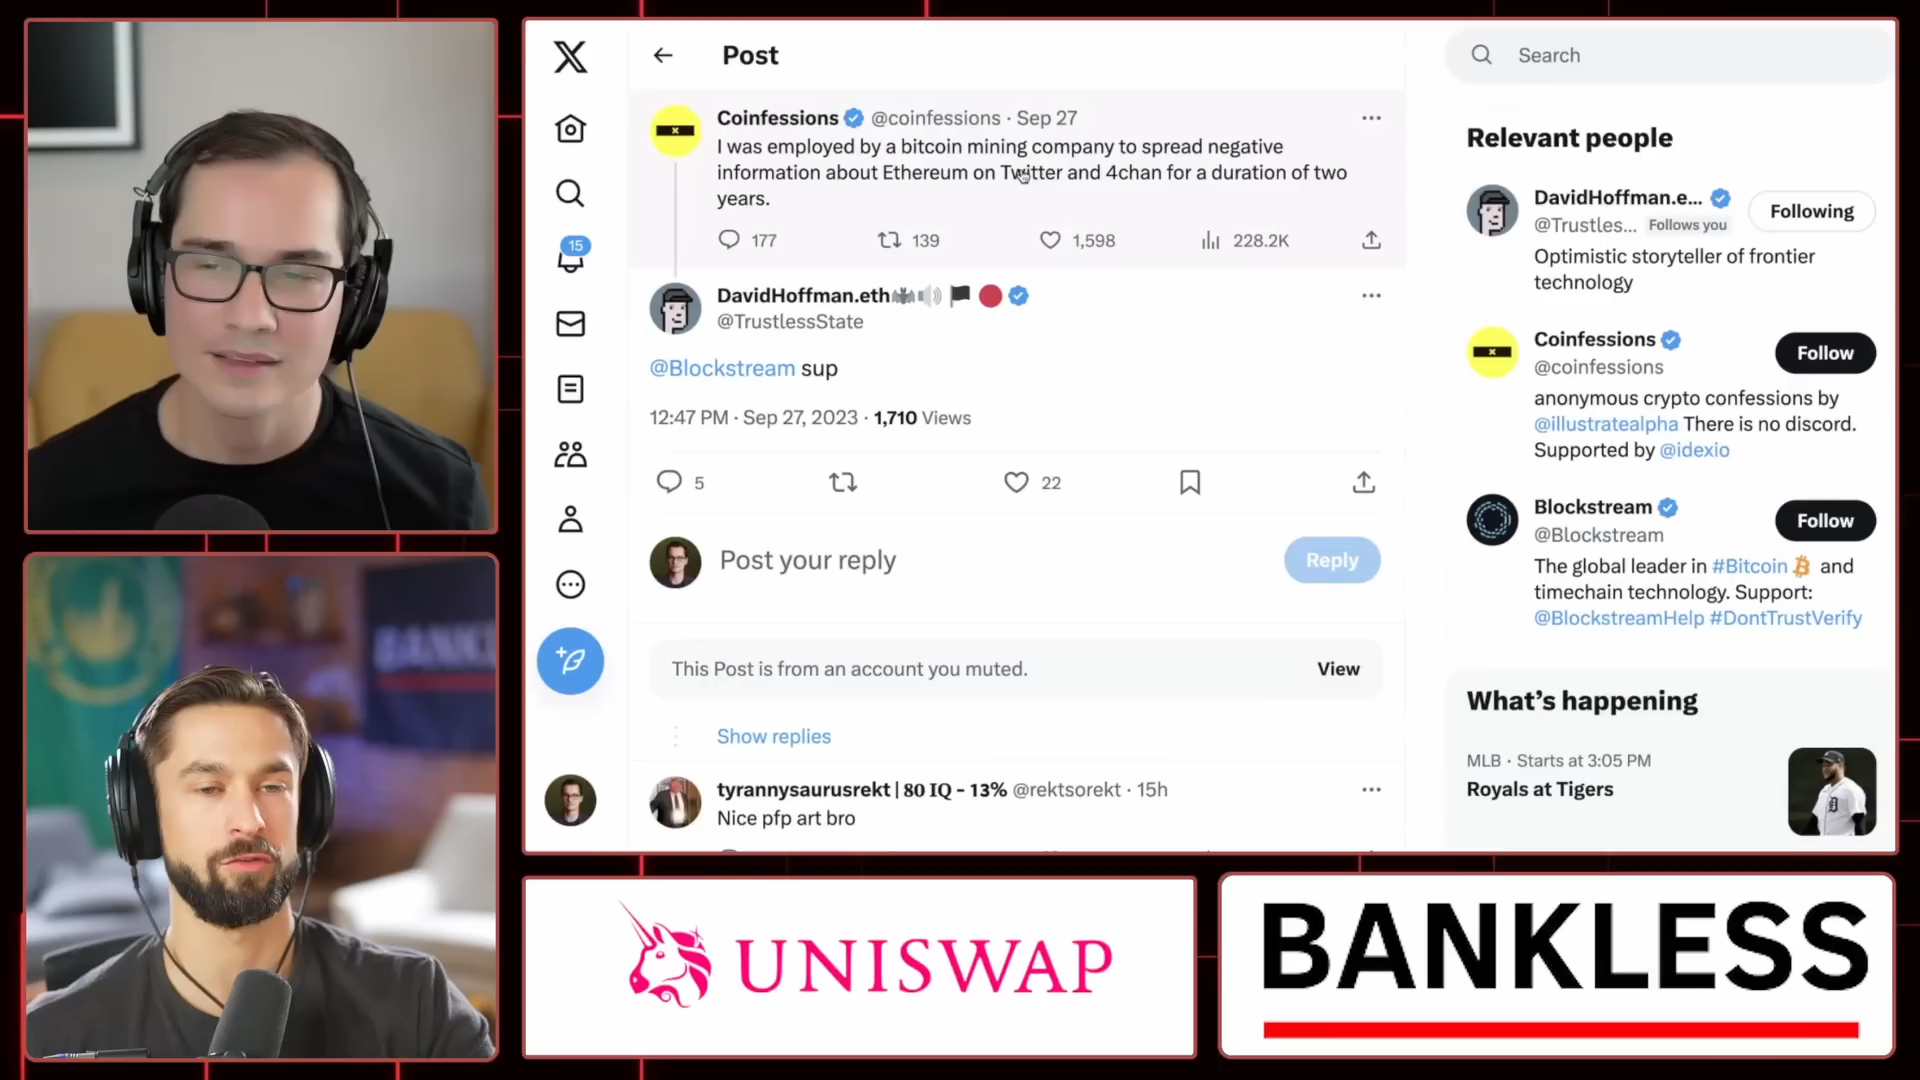 Post
Search
Coinfessions @coinfessions · Sep 27
I was employed by a bitcoin mining company to spread negative
information about Ethereum on Twitter and 4chan for a duration of two
years.
177 139 1,598 228.2K
15
DavidHoffman.eth
@TrustlessState
@Blockstream sup
12:47 PM · Sep 27, 2023 · 1,710 Views
5 22
Post your reply
Reply
This Post is from an account you muted.
View
Show replies
tyrannysaurusrekt | 80 IQ - 13% @rektsorekt · 15h
Nice pfp art bro
Relevant people
DavidHoffman.e...
@Trustles... Follows you
Following
Optimistic storyteller of frontier
technology
Coinfessions
@coinfessions
Follow
anonymous crypto confessions by
@illustratealpha There is no discord.
Supported by @idexio
Blockstream
@Blockstream
Follow
The global leader in #Bitcoin and
timechain technology. Support:
@BlockstreamHelp #DontTrustVerify
What's happening
MLB · Starts at 3:05 PM
Royals at Tigers
UNISWAP
BANKLESS